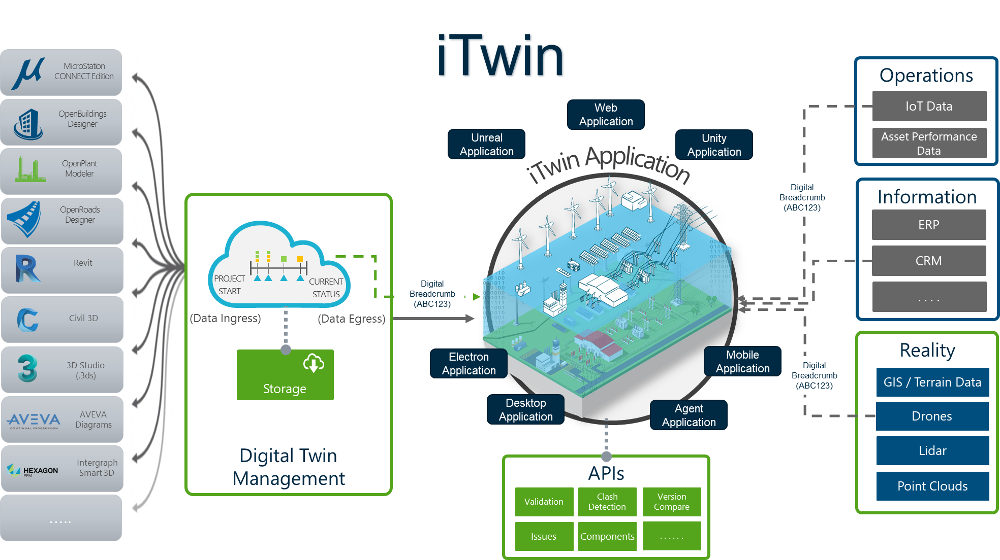 iTwin
MicroStation
CONNECT Edition
OpenBuildings
Designer
OpenPlant
Modeler
OpenRoads
Designer
Revit
Civil 3D
3D Studio
(.3ds)
AVEVA
CONTINUAL PROGRESSION
AVEVA
Diagrams
HEXAGON
PPM
Intergraph
Smart 3D
.....
PROJECT
START
CURRENT
STATUS
(Data Ingress)
(Data Egress)
Storage
Digital Twin
Management
Digital
Breadcrumb
(ABC123)
Web
Application
Unreal
Application
Unity
Application
iTwin Application
Electron
Application
Mobile
Application
Desktop
Application
Agent
Application
APIs
Validation
Clash
Detection
Version
Compare
Issues
Components
......
Digital
Breadcrumb
(ABC123)
Digital
Breadcrumb
(ABC123)
Operations
IoT Data
Asset Performance
Data
Information
ERP
CRM
....
Reality
GIS / Terrain Data
Drones
Lidar
Point Clouds